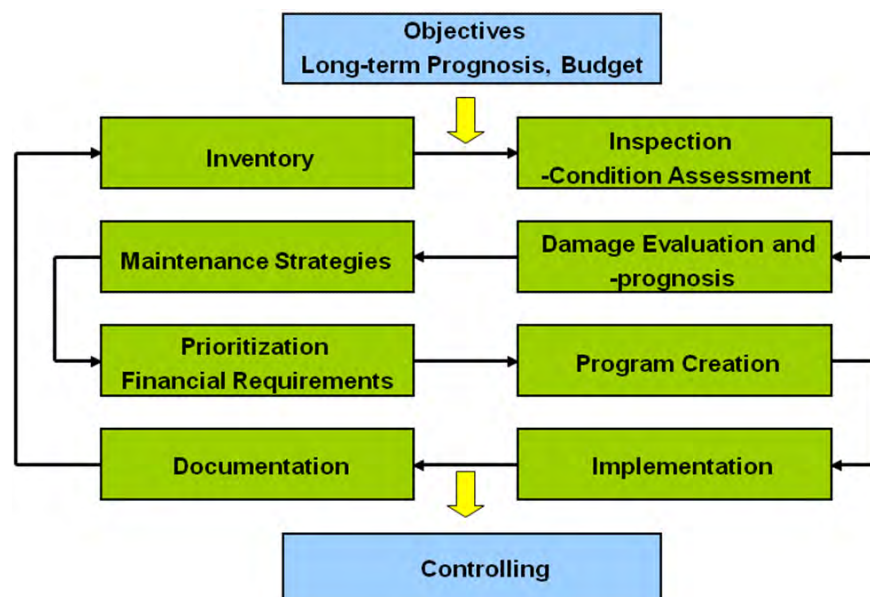 Objectives
Long-term Prognosis, Budget
Inventory
Inspection
-Condition Assessment
Maintenance Strategies
Damage Evaluation and
-prognosis
Prioritization
Financial Requirements
Program Creation
Documentation
Implementation
Controlling